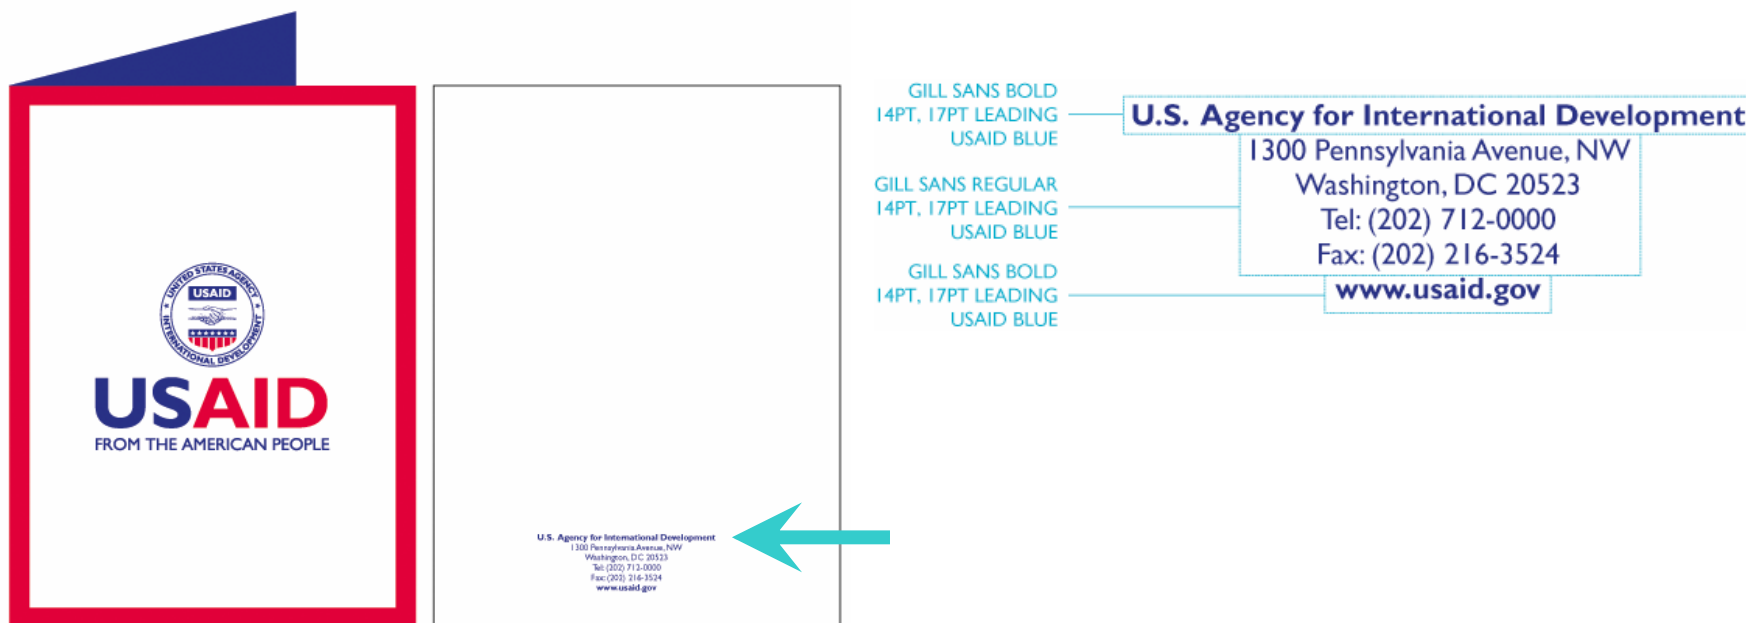 UNITED STATES AGENCY
USAID
INTERNATIONAL DEVELOPMENT
USAID
FROM THE AMERICAN PEOPLE
U.S. Agency for International Development
1300 Pennsylvania Avenue, NW
Washington, DC 20523
Tel: (202) 712-0000
Fax: (202) 216-3524
www.usaid.gov
GILL SANS BOLD
14PT, 17PT LEADING
USAID BLUE
GILL SANS REGULAR
14PT, 17PT LEADING
USAID BLUE
GILL SANS BOLD
14PT, 17PT LEADING
USAID BLUE
U.S. Agency for International Development
1300 Pennsylvania Avenue, NW
Washington, DC 20523
Tel: (202) 712-0000
Fax: (202) 216-3524
www.usaid.gov